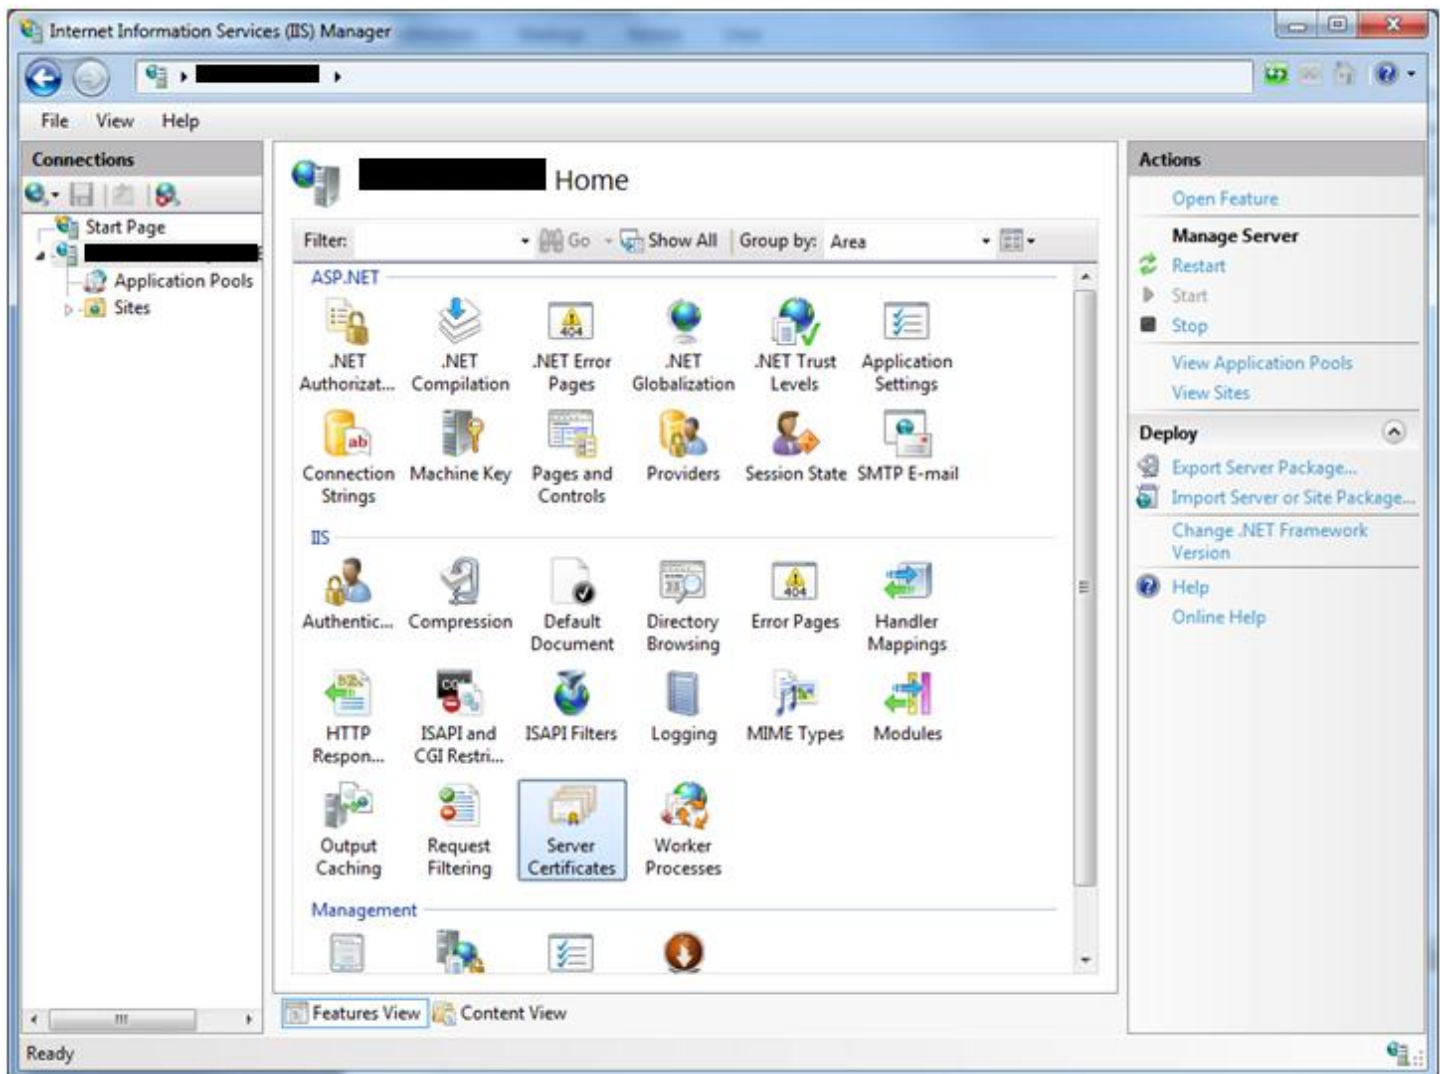 Internet Information Services (IIS) Manager
File View Help
Connections
Start Page
Application Pools
Sites
Home
Filter: Go Show All Group by: Area
ASP.NET
.NET Authorizat...
.NET Compilation
.NET Error Pages
.NET Globalization
.NET Trust Levels
Application Settings
Connection Strings
Machine Key
Pages and Controls
Providers
Session State
SMTP E-mail
IIS
Authentic...
Compression
Default Document
Directory Browsing
Error Pages
Handler Mappings
HTTP Respon...
ISAPI and CGI Restri...
ISAPI Filters
Logging
MIME Types
Modules
Output Caching
Request Filtering
Server Certificates
Worker Processes
Management
Features View
Content View
Actions
Open Feature
Manage Server
Restart
Start
Stop
View Application Pools
View Sites
Deploy
Export Server Package...
Import Server or Site Package...
Change .NET Framework
Version
Help
Online Help
Ready